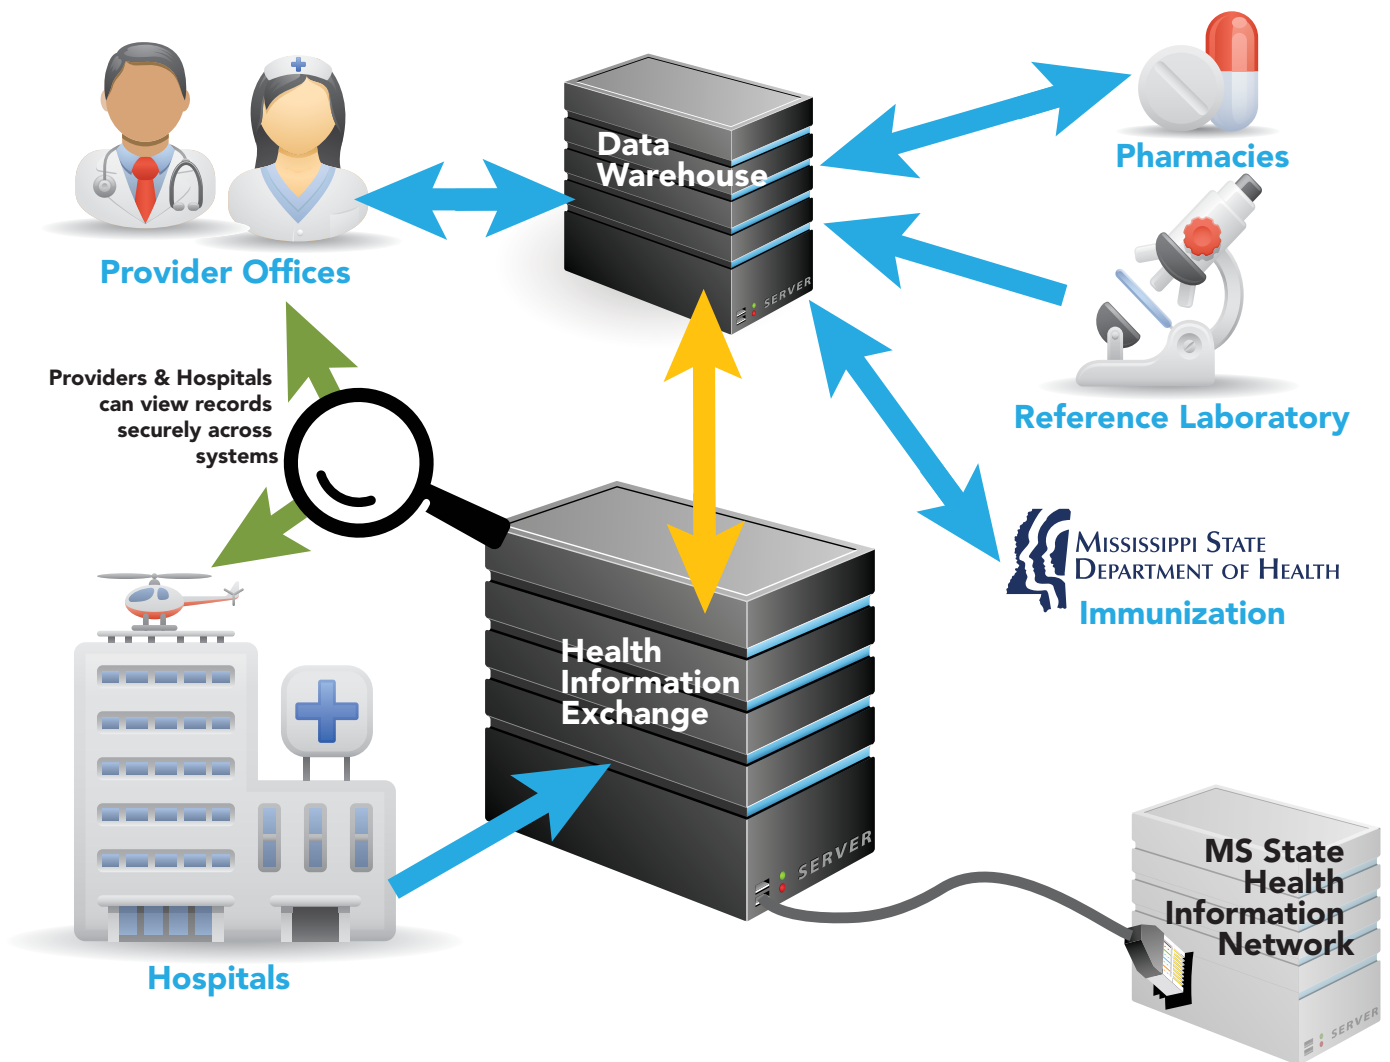 Data
Warehouse
SERVER
Pharmacies
Provider Offices
Reference Laboratory
Providers & Hospitals
can view records
securely across
systems
MISSISSIPPI STATE
DEPARTMENT OF HEALTH
Immunization
Health
Information
Exchange
SERVER
Hospitals
MS State
Health
Information
Network
SERVER